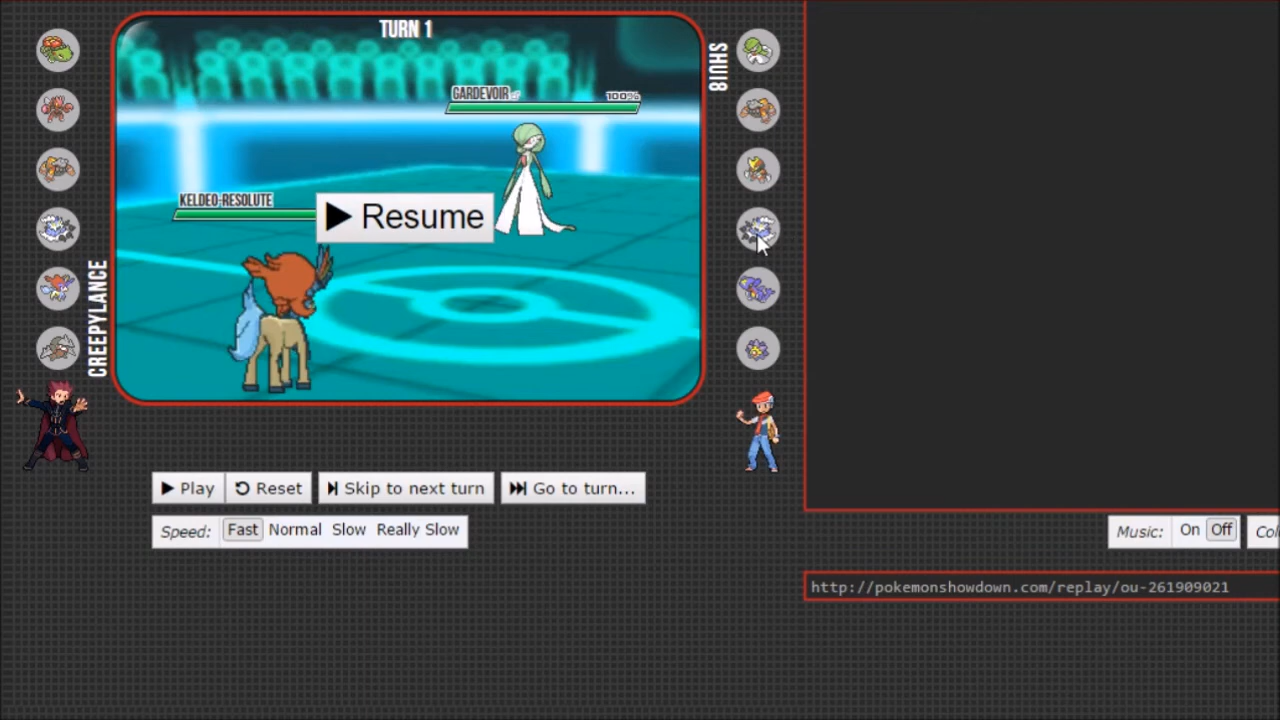 TURN 1
SHUI8
GARDEVOIR
100%
KELDEO-RESOLUTE
Resume
CREEPYLANCE
Play
Reset
Skip to next turn
Go to turn...
Speed: Fast Normal Slow Really Slow
Music: On Off
http://pokemonshowdown.com/replay/ou-261909021